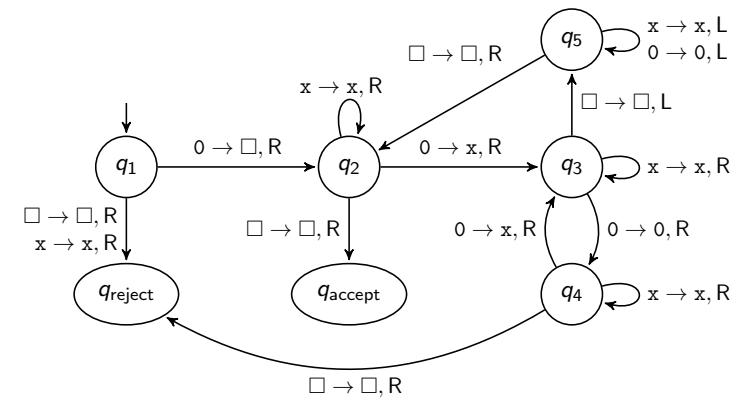 q5
x → x, L
0 → 0, L
□ → □, R
x → x, R
□ → □, L
q1
0 → □, R
q2
0 → x, R
q3
x → x, R
□ → □, R
x → x, R
□ → □, R
0 → x, R
0 → 0, R
qreject
qaccept
q4
x → x, R
□ → □, R